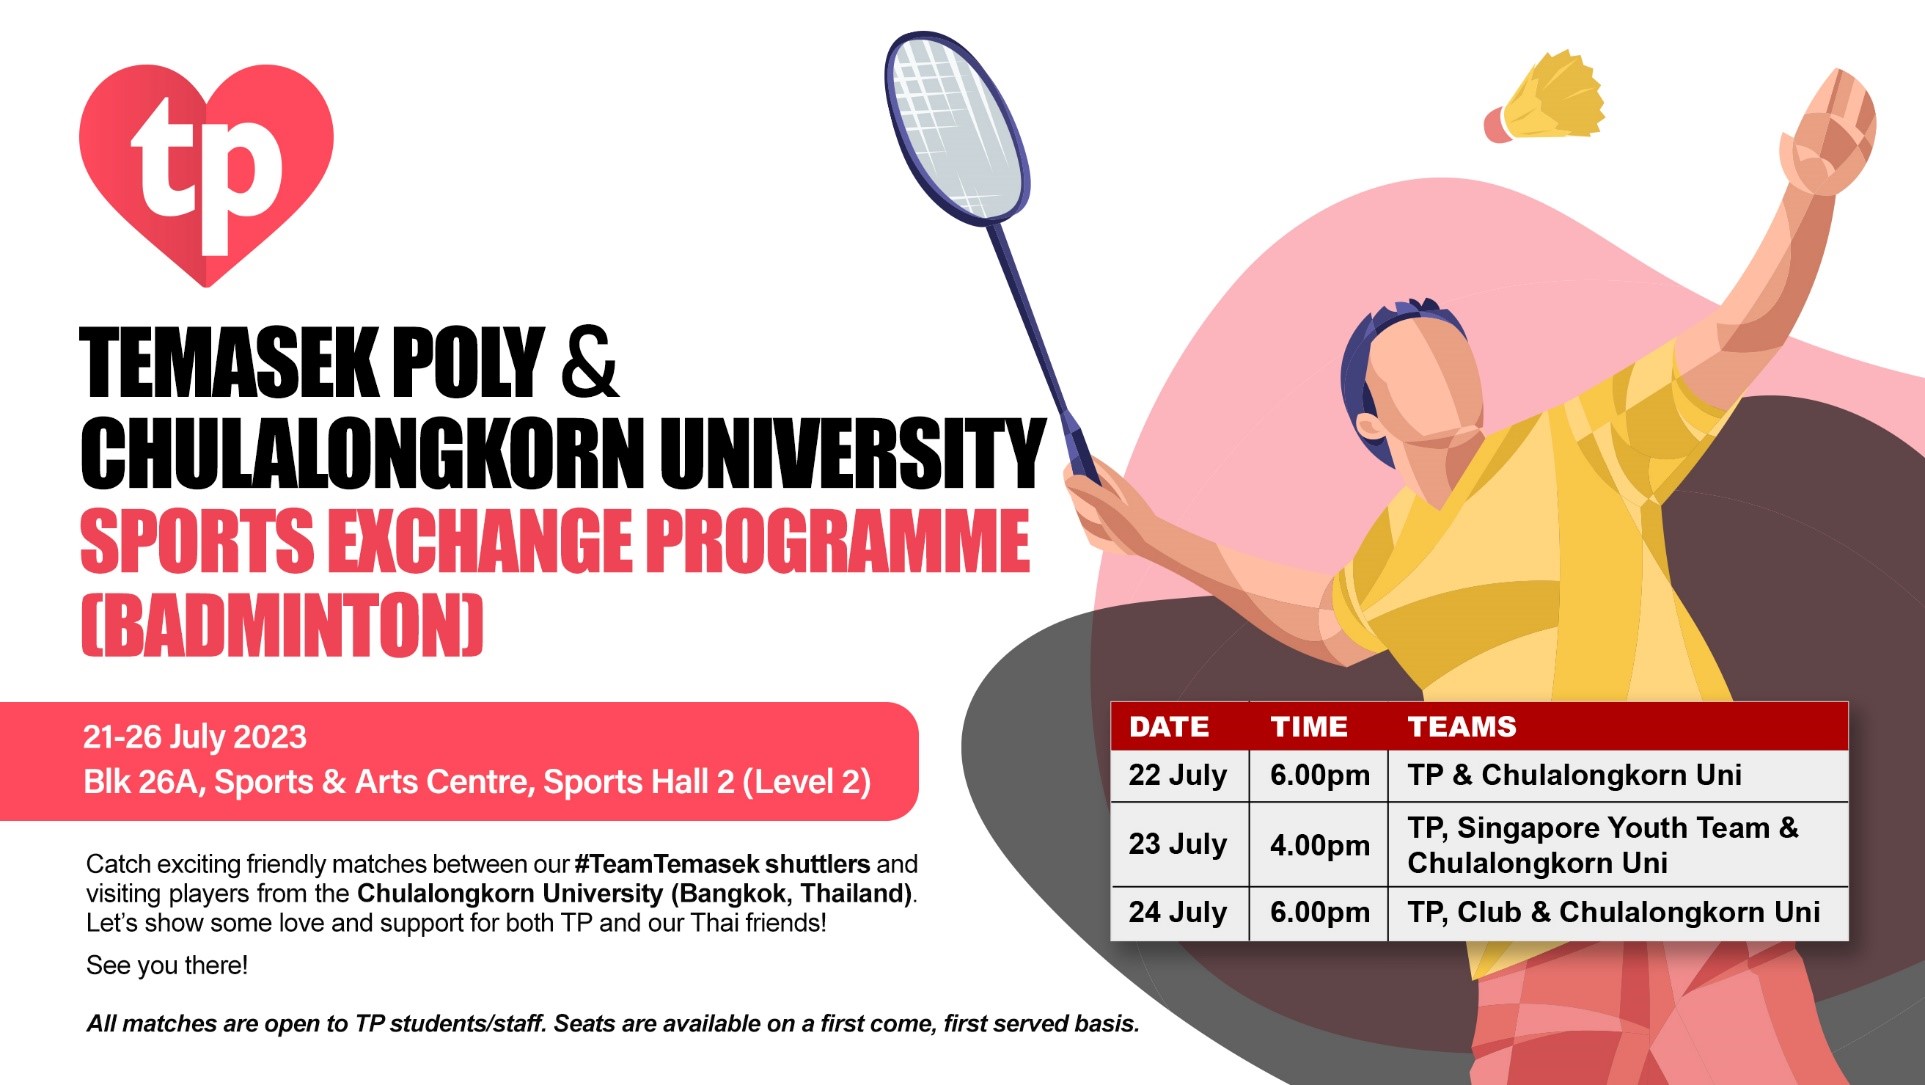 tp
TEMASEK POLY &
CHULALONGKORN UNIVERSITY
SPORTS EXCHANGE PROGRAMME
(BADMINTON)
21-26 July 2023
Blk 26A, Sports & Arts Centre, Sports Hall 2 (Level 2)
Catch exciting friendly matches between our #TeamTemasek shuttlers and
visiting players from the Chulalongkorn University (Bangkok, Thailand).
Let’s show some love and support for both TP and our Thai friends!
See you there!
All matches are open to TP students/staff. Seats are available on a first come, first served basis.
DATE TIME TEAMS
22 July 6.00pm TP & Chulalongkorn Uni
23 July 4.00pm TP, Singapore Youth Team &
Chulalongkorn Uni
24 July 6.00pm TP, Club & Chulalongkorn Uni